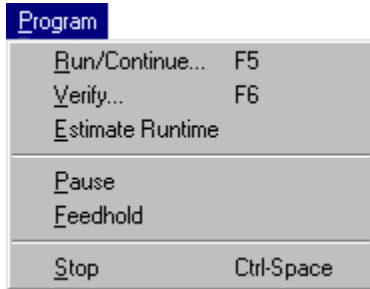 Program
Run/Continue... F5
Verify... F6
Estimate Runtime
Pause
Feedhold
Stop Ctrl-Space